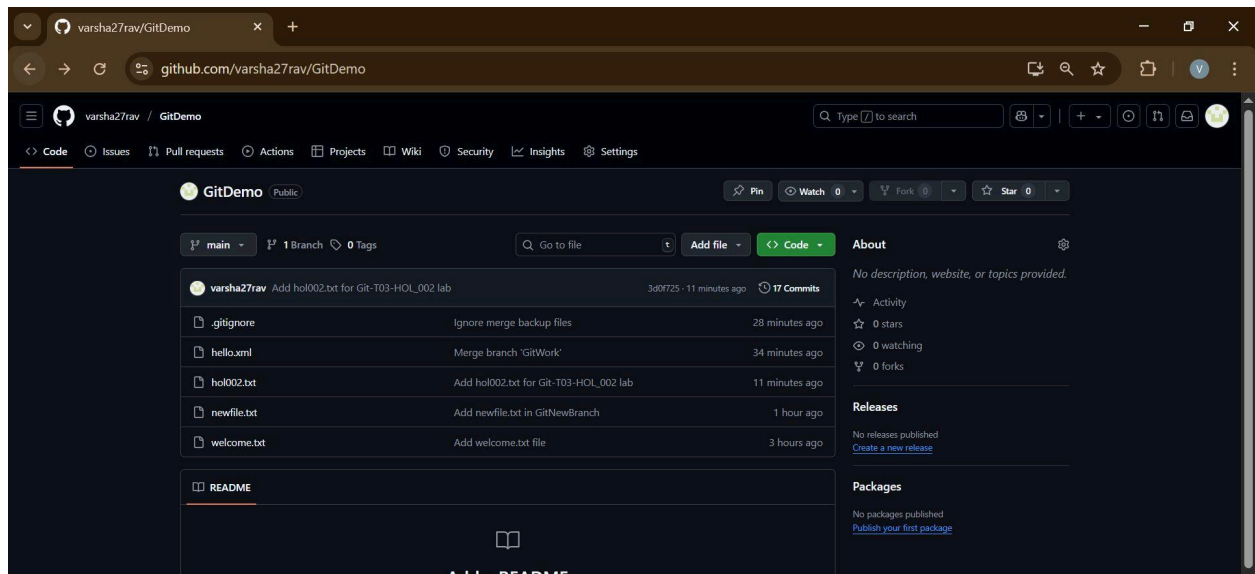 varsha27rav/GitDemo
github.com/varsha27rav/GitDemo
V
varsha27rav / GitDemo
Type / to search
Code Issues Pull requests Actions Projects Wiki Security Insights Settings
GitDemo Public
Pin Watch 0 Fork 0 Star 0
main 1 Branch 0 Tags Go to file t Add file Code
varsha27rav Add hol002.txt for Git-T03-HOL_002 lab 3d0f725 · 11 minutes ago 17 Commits
.gitignore Ignore merge backup files 28 minutes ago
hello.xml Merge branch 'GitWork' 34 minutes ago
hol002.txt Add hol002.txt for Git-T03-HOL_002 lab 11 minutes ago
newfile.txt Add newfile.txt in GitNewBranch 1 hour ago
welcome.txt Add welcome.txt file 3 hours ago
README
Add a README
About
No description, website, or topics provided.
Activity
0 stars
0 watching
0 forks
Releases
No releases published
Create a new release
Packages
No packages published
Publish your first package